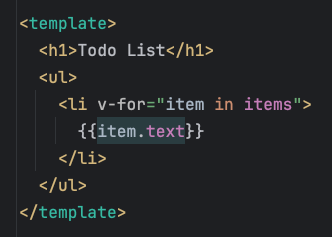 <template>
<h1>Todo List</h1>
<ul>
<li v-for="item in items">
{{item.text}}
</li>
</ul>
</template>